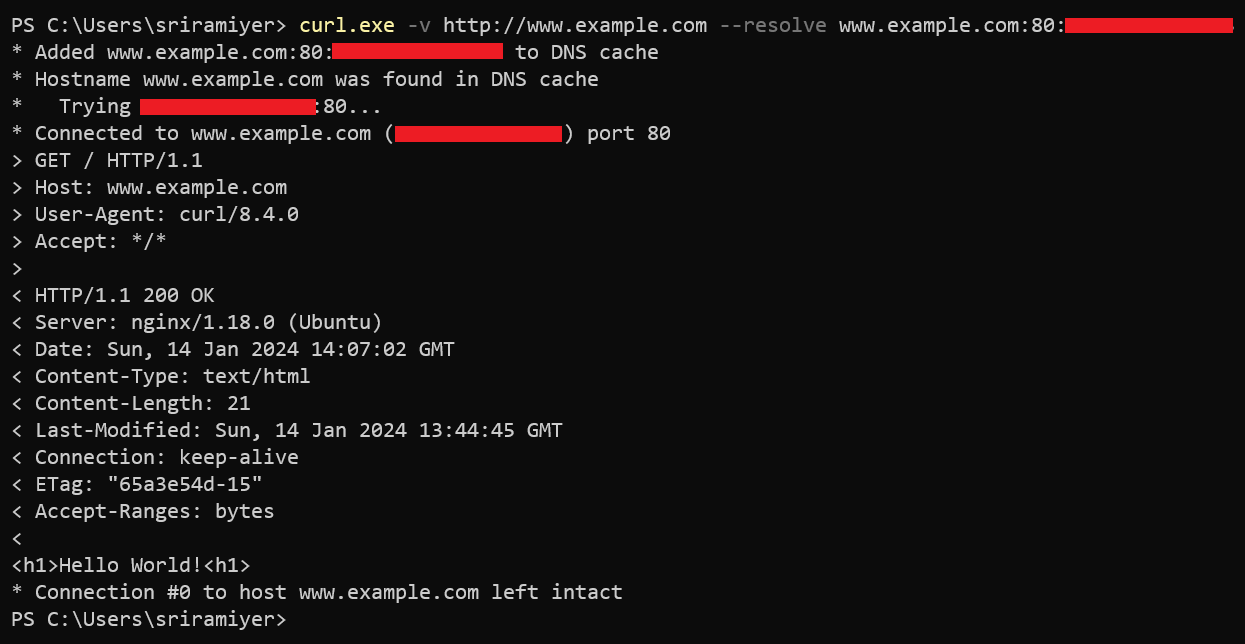 PS C:\Users\sriramiyer> curl.exe -v http://www.example.com --resolve www.example.com:80:
* Added www.example.com:80: to DNS cache
* Hostname www.example.com was found in DNS cache
*   Trying :80...
* Connected to www.example.com () port 80
> GET / HTTP/1.1
> Host: www.example.com
> User-Agent: curl/8.4.0
> Accept: */*
>
< HTTP/1.1 200 OK
< Server: nginx/1.18.0 (Ubuntu)
< Date: Sun, 14 Jan 2024 14:07:02 GMT
< Content-Type: text/html
< Content-Length: 21
< Last-Modified: Sun, 14 Jan 2024 13:44:45 GMT
< Connection: keep-alive
< ETag: "65a3e54d-15"
< Accept-Ranges: bytes
<
<h1>Hello World!<h1>
* Connection #0 to host www.example.com left intact
PS C:\Users\sriramiyer>